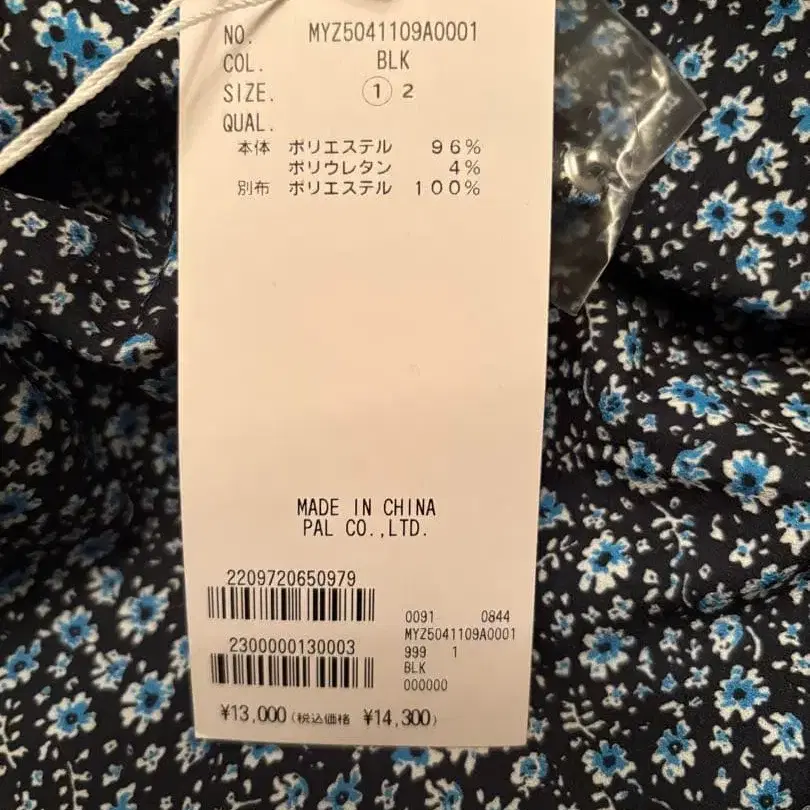 NO. MYZ5041109A0001
COL. BLK
SIZE. ① 2
QUAL.
本体 ポリエステル 96%
ポリウレタン 4%
別布 ポリエステル 100%
MADE IN CHINA
PAL CO.,LTD.
2209720650979
2300000130003
0091 0844
MYZ5041109A0001
999 1
BLK
000000
¥13,000(税込価格 ¥14,300)